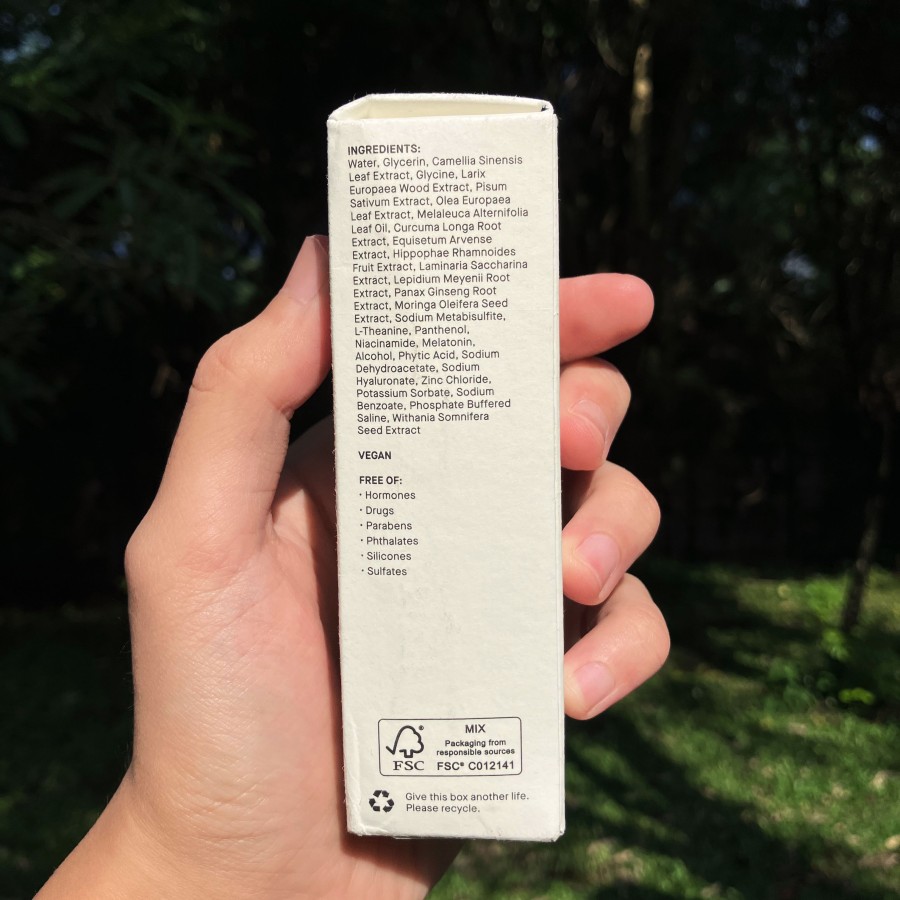 INGREDIENTS:
Water, Glycerin, Camellia Sinensis
Leaf Extract, Glycine, Larix
Europaea Wood Extract, Pisum
Sativum Extract, Olea Europaea
Leaf Extract, Melaleuca Alternifolia
Leaf Oil, Curcuma Longa Root
Extract, Equisetum Arvense
Extract, Hippophae Rhamnoides
Fruit Extract, Laminaria Saccharina
Extract, Lepidium Meyenii Root
Extract, Panax Ginseng Root
Extract, Moringa Oleifera Seed
Extract, Sodium Metabisulfite,
L-Theanine, Panthenol,
Niacinamide, Melatonin,
Alcohol, Phytic Acid, Sodium
Dehydroacetate, Sodium
Hyaluronate, Zinc Chloride,
Potassium Sorbate, Sodium
Benzoate, Phosphate Buffered
Saline, Withania Somnifera
Seed Extract
VEGAN
FREE OF:
· Hormones
· Drugs
· Parabens
· Phthalates
· Silicones
· Sulfates
FSC
MIX
Packaging from
responsible sources
FSC® C012141
Give this box another life.
Please recycle.